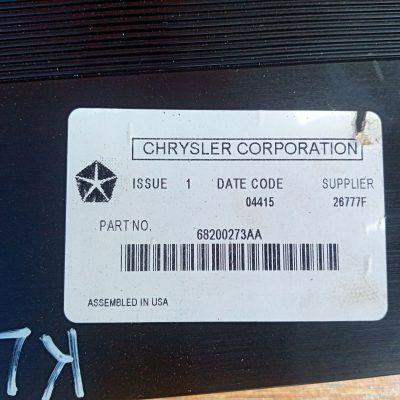 CHRYSLER CORPORATION
ISSUE 1 DATE CODE SUPPLIER
04415 26777F
PART NO. 68200273AA
ASSEMBLED IN USA